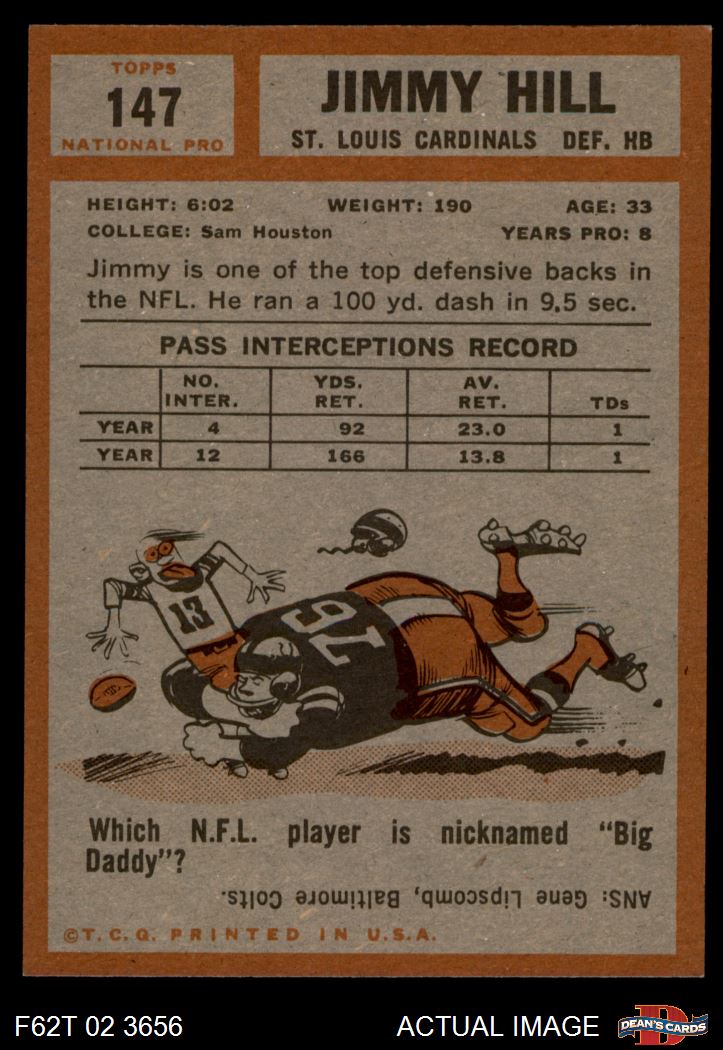 TOPPS
147
NATIONAL PRO
JIMMY HILL
ST. LOUIS CARDINALS DEF. HB
HEIGHT: 6:02 WEIGHT: 190 AGE: 33
COLLEGE: Sam Houston YEARS PRO: 8
Jimmy is one of the top defensive backs in
the NFL. He ran a 100 yd. dash in 9.5 sec.
PASS INTERCEPTIONS RECORD
NO. YDS. AV.
INTER. RET. RET. TDs
YEAR 4 92 23.0 1
YEAR 12 166 13.8 1
13
76
Which N.F.L. player is nicknamed "Big
Daddy"?
ANS: Gene Lipscomb, Baltimore Colts.
©T.C.G. PRINTED IN U.S.A.
F62T 02 3656 ACTUAL IMAGE D DEAN'S CARDS